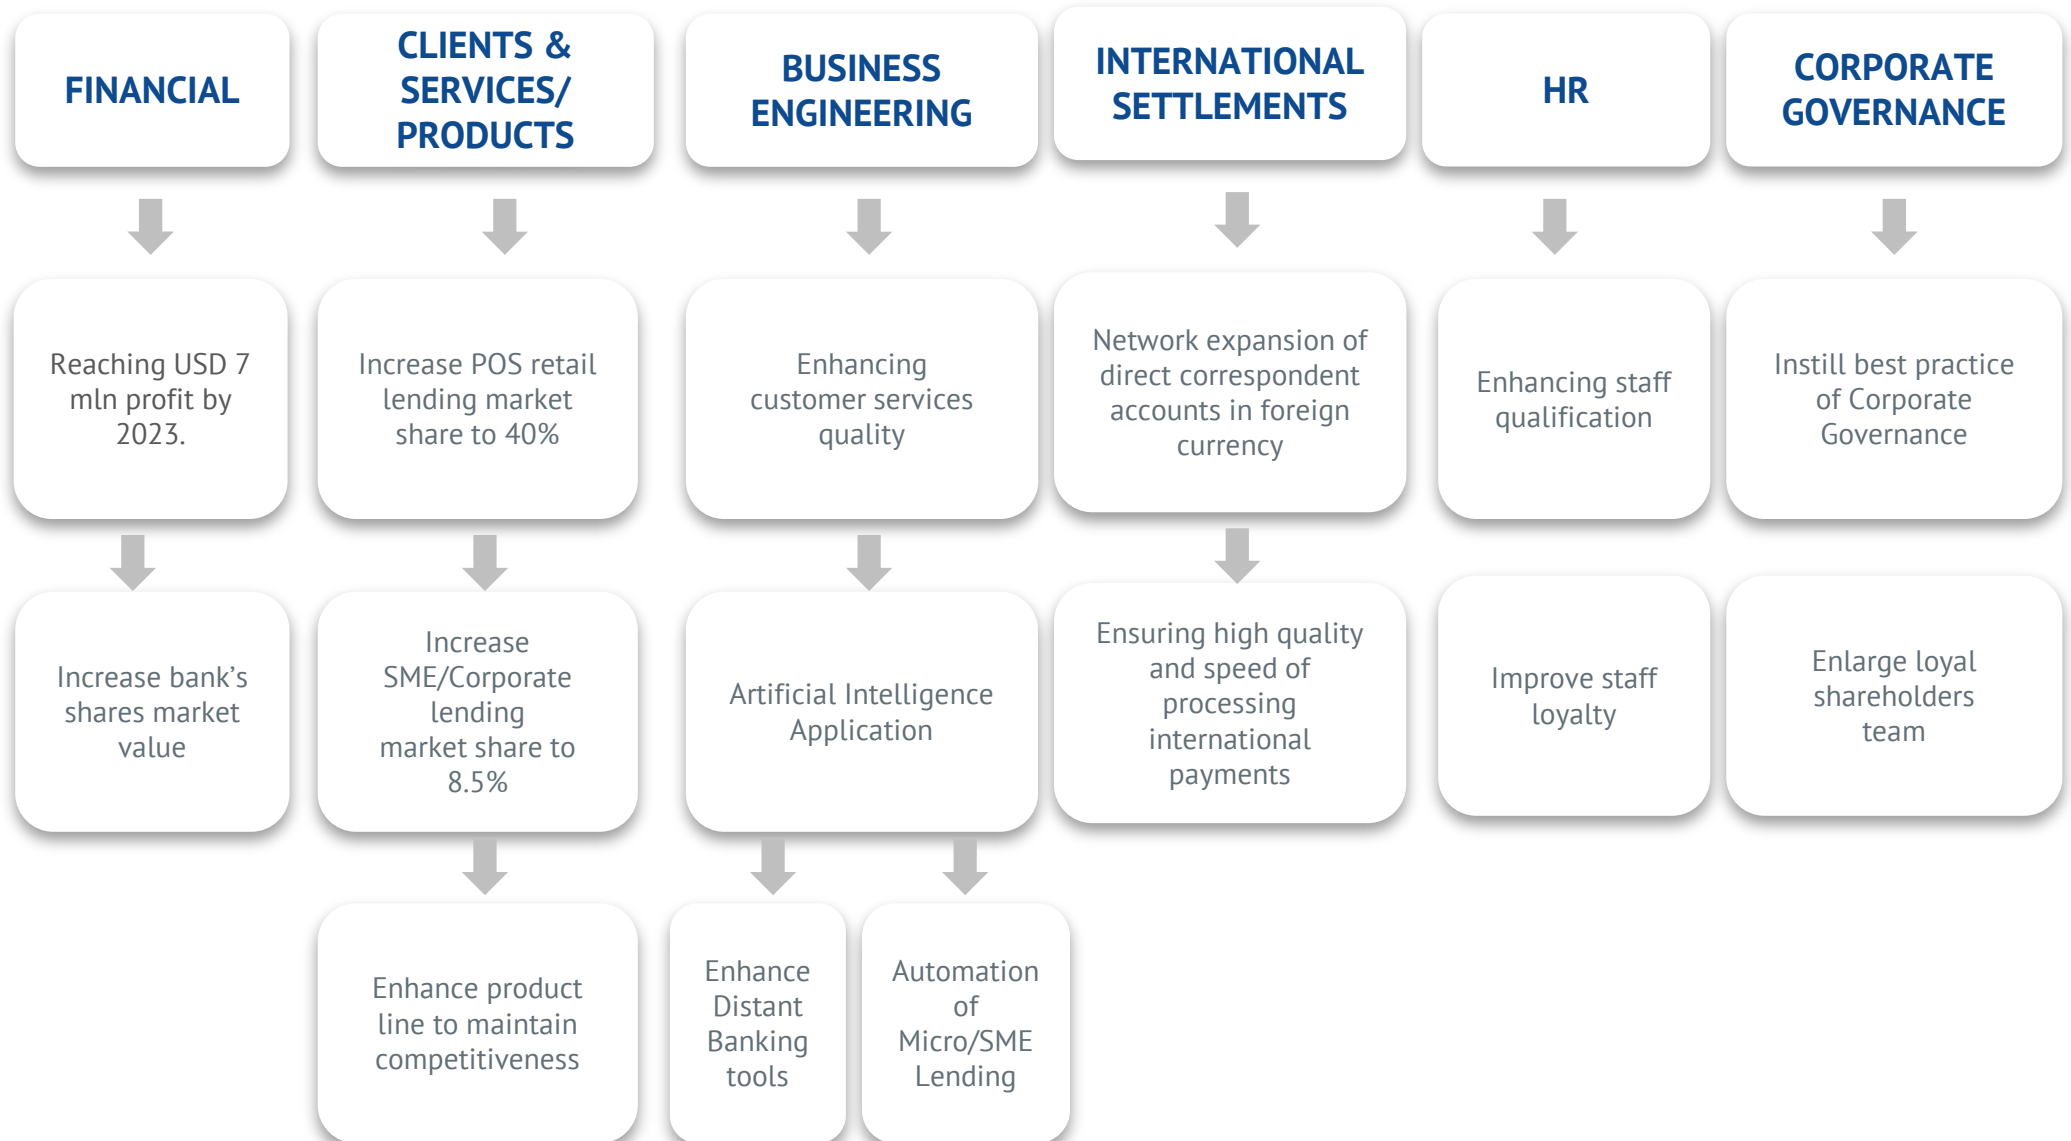 FINANCIAL
CLIENTS &
SERVICES/
PRODUCTS
BUSINESS
ENGINEERING
INTERNATIONAL
SETTLEMENTS
HR
CORPORATE
GOVERNANCE
Reaching USD 7
mln profit by
2023.
Increase POS retail
lending market
share to 40%
Enhancing
customer services
quality
Network expansion of
direct correspondent
accounts in foreign
currency
Enhancing staff
qualification
Instill best practice
of Corporate
Governance
Increase bank’s
shares market
value
Increase
SME/Corporate
lending
market share to
8.5%
Artificial Intelligence
Application
Ensuring high quality
and speed of
processing
international
payments
Improve staff
loyalty
Enlarge loyal
shareholders
team
Enhance product
line to maintain
competitiveness
Enhance
Distant
Banking
tools
Automation
of
Micro/SME
Lending